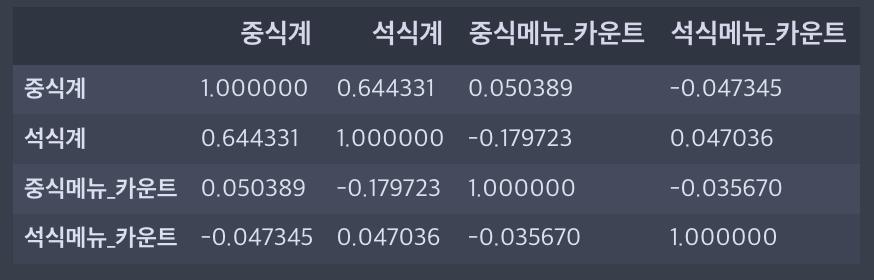 중식계 석식계 중식메뉴_카운트 석식메뉴_카운트
중식계 1.000000 0.644331 0.050389 -0.047345
석식계 0.644331 1.000000 -0.179723 0.047036
중식메뉴_카운트 0.050389 -0.179723 1.000000 -0.035670
석식메뉴_카운트 -0.047345 0.047036 -0.035670 1.000000